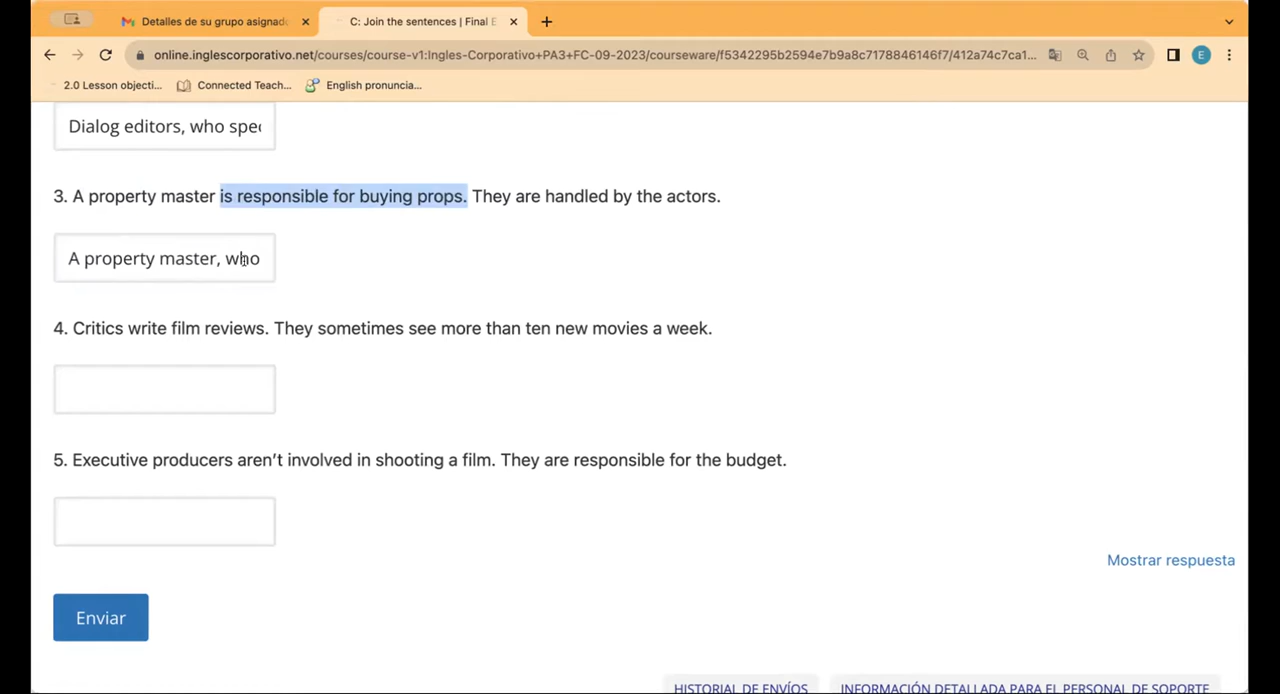 Detalles de su grupo asignado
C: Join the sentences | Final E
online.inglescorporativo.net/courses/course-v1:Ingles-Corporativo+PA3+FC-09-2023/courseware/f5342295b2594e7b9a8c7178846146f7/412a74c7ca1...
E
2.0 Lesson objecti...
Connected Teach...
English pronuncia...
Dialog editors, who spec
3. A property master is responsible for buying props. They are handled by the actors.
A property master, who
4. Critics write film reviews. They sometimes see more than ten new movies a week.
5. Executive producers aren't involved in shooting a film. They are responsible for the budget.
Mostrar respuesta
Enviar
HISTORIAL DE ENVÍOS
INFORMACIÓN DETALLADA PARA EL PERSONAL DE SOPORTE